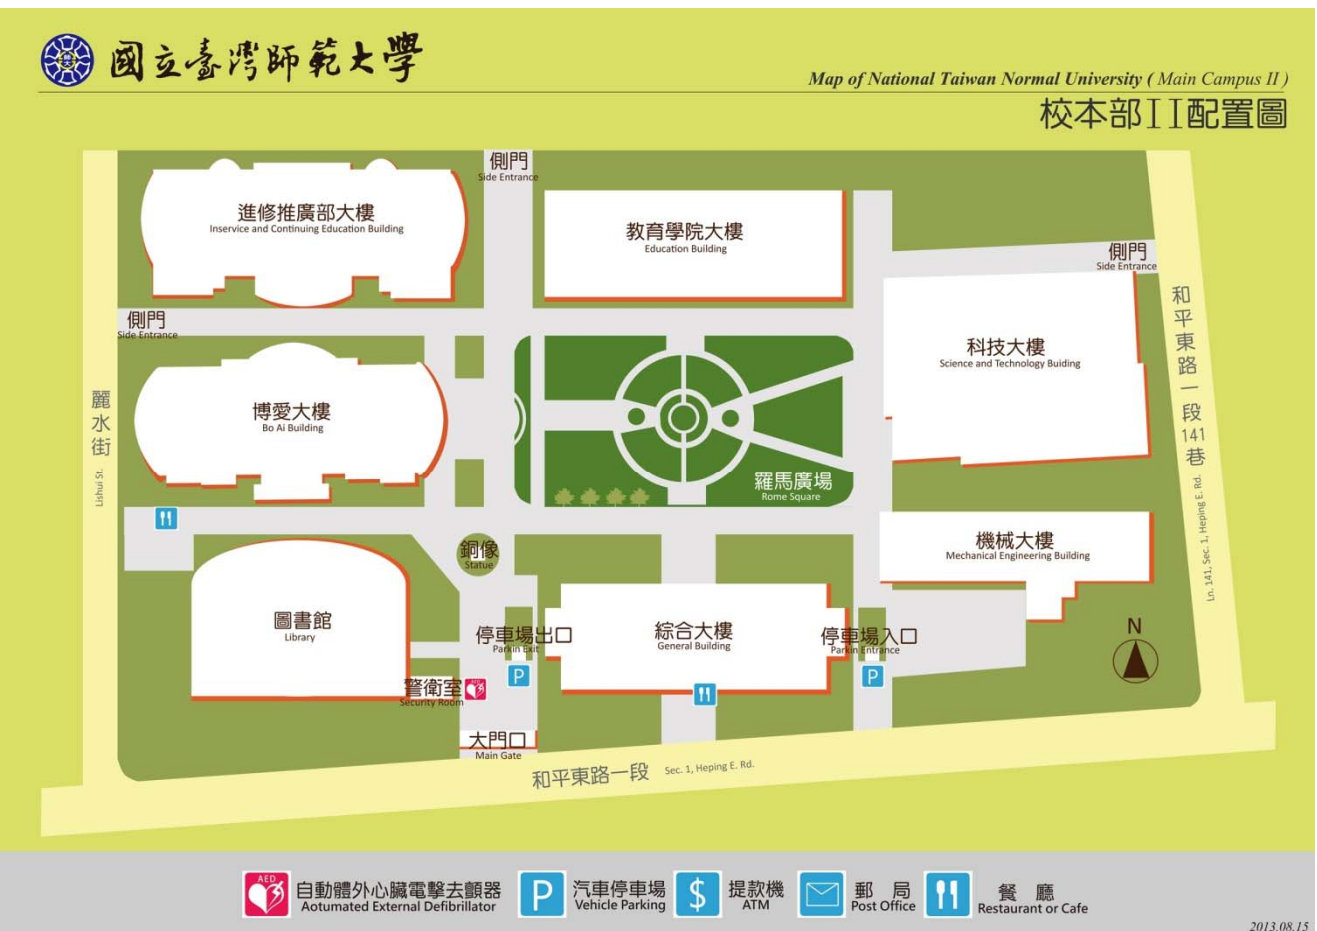 國立臺灣師範大學
Map of National Taiwan Normal University ( Main Campus II )
校本部II配置圖
側門
Side Entrance
進修推廣部大樓
Inservice and Continuing Education Building
教育學院大樓
Education Building
側門
Side Entrance
側門
Side Entrance
科技大樓
Science and Technology Buiding
和平東路一段141巷
Ln. 141, Sec. 1, Heping E. Rd.
麗水街
Lishui St.
博愛大樓
Bo Ai Building
羅馬廣場
Rome Square
銅像
Statue
機械大樓
Mechanical Engineering Building
圖書館
Library
停車場出口
Parkin Exit
P
綜合大樓
General Building
停車場入口
Parkin Entrance
P
N
警衛室
Security Room
AED
大門口
Main Gate
和平東路一段 Sec. 1, Heping E. Rd.
AED
自動體外心臟電擊去顫器
Aotumated External Defibrillator
P
汽車停車場
Vehicle Parking
$
提款機
ATM
郵 局
Post Office
餐 廳
Restaurant or Cafe
2013.08.15